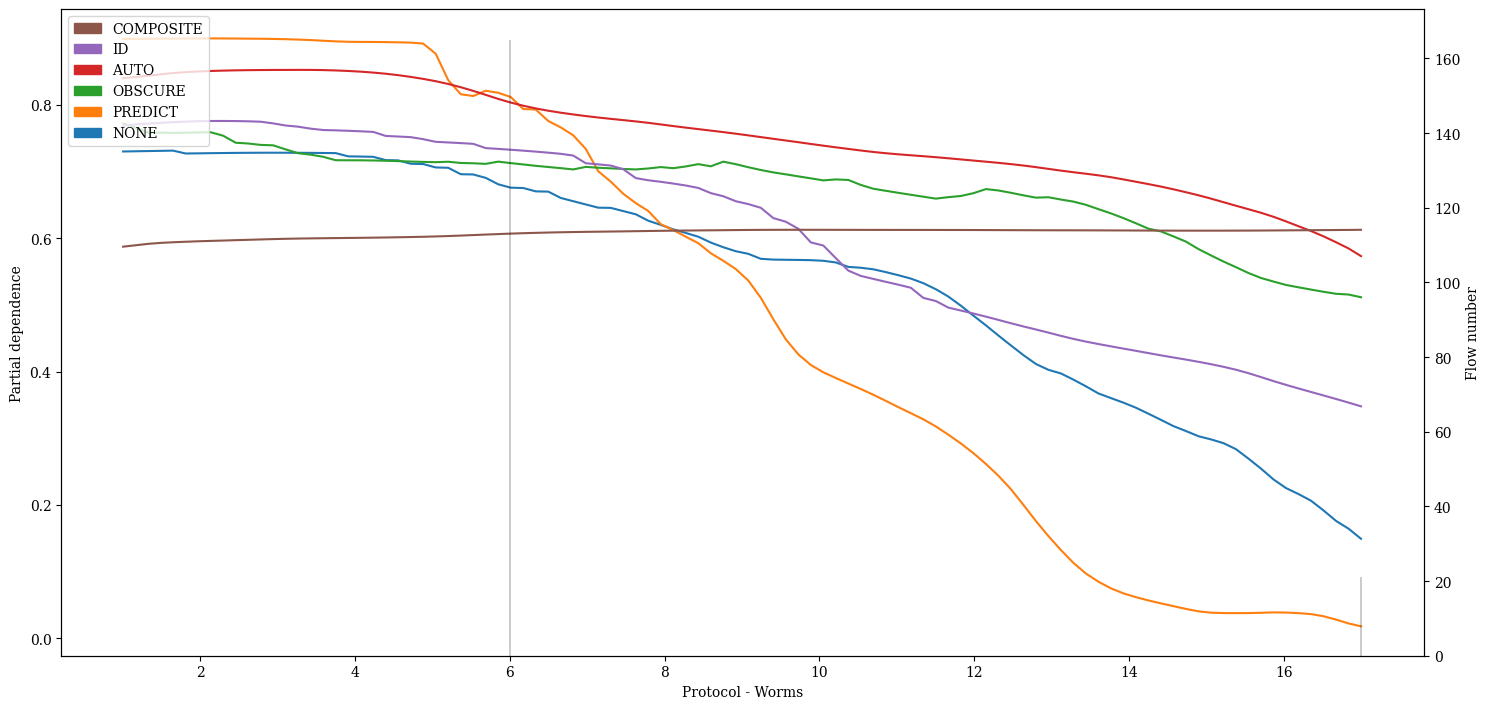 COMPOSITE
ID
AUTO
OBSCURE
PREDICT
NONE
Partial dependence
0.8
0.6
0.4
0.2
0.0
160
140
120
100
80
60
40
20
0
Flow number
2 4 6 8 10 12 14 16
Protocol - Worms